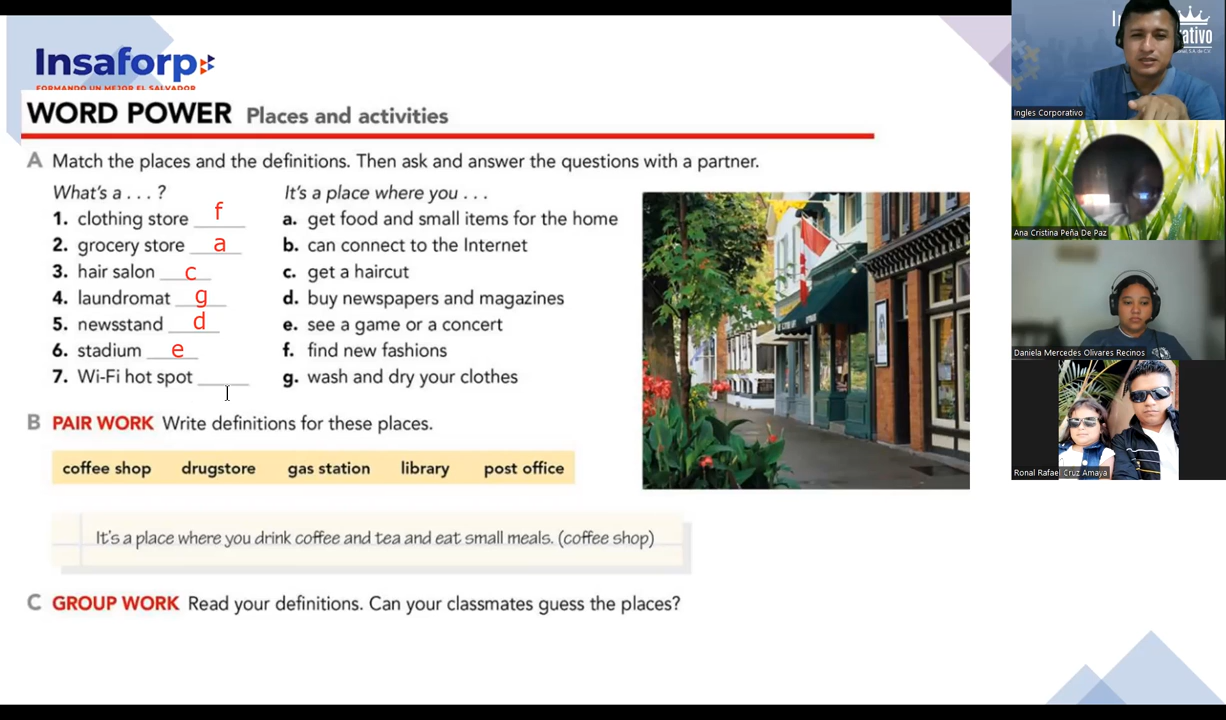 Insaforp
FORMANDO UN MEJOR EL SALVADOR
WORD POWER Places and activities
A Match the places and the definitions. Then ask and answer the questions with a partner.
What's a . . . ? It's a place where you . . .
1. clothing store f a. get food and small items for the home
2. grocery store a b. can connect to the Internet
3. hair salon c c. get a haircut
4. laundromat g d. buy newspapers and magazines
5. newsstand d e. see a game or a concert
6. stadium e f. find new fashions
7. Wi-Fi hot spot ____ g. wash and dry your clothes
B PAIR WORK Write definitions for these places.
coffee shop drugstore gas station library post office
It's a place where you drink coffee and tea and eat small meals. (coffee shop)
C GROUP WORK Read your definitions. Can your classmates guess the places?
Ingles Corporativo
Ana Cristina Peña De Paz
Daniela Mercedes Olivares Recinos
Ronal Rafael Cruz Amaya